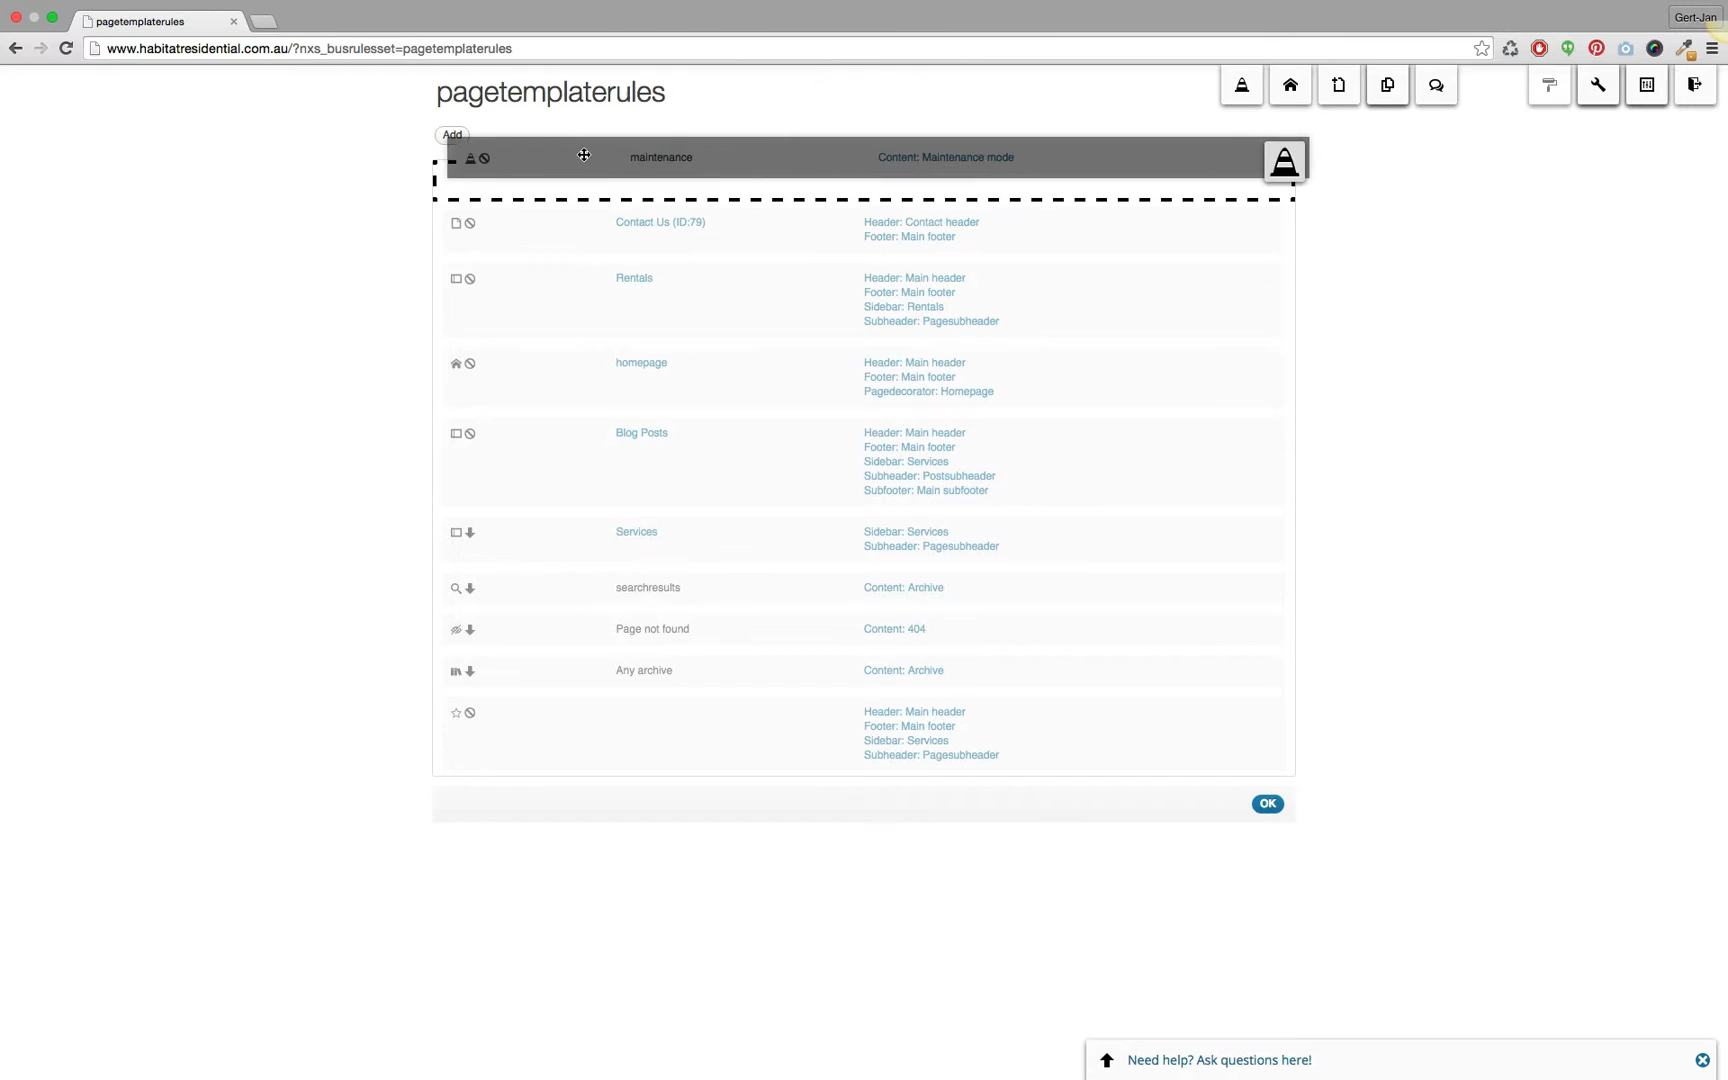 pagetemplaterules
Gert-Jan
www.habitatresidential.com.au/?nxs_busrulesset=pagetemplaterules
pagetemplaterules
Add
maintenance
Content: Maintenance mode
Contact Us (ID:79)
Header: Contact header
Footer: Main footer
Rentals
Header: Main header
Footer: Main footer
Sidebar: Rentals
Subheader: Pagesubheader
homepage
Header: Main header
Footer: Main footer
Pagedecorator: Homepage
Blog Posts
Header: Main header
Footer: Main footer
Sidebar: Services
Subheader: Postsubheader
Subfooter: Main subfooter
Services
Sidebar: Services
Subheader: Pagesubheader
searchresults
Content: Archive
Page not found
Content: 404
Any archive
Content: Archive
Header: Main header
Footer: Main footer
Sidebar: Services
Subheader: Pagesubheader
OK
Need help? Ask questions here!